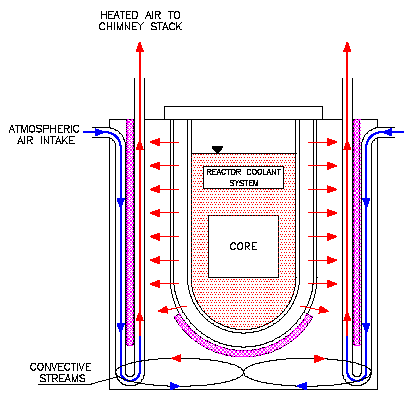 HEATED AIR TO
CHIMNEY STACK
ATMOSPHERIC
AIR INTAKE
REACTOR COOLANT
SYSTEM
CORE
CONVECTIVE
STREAMS